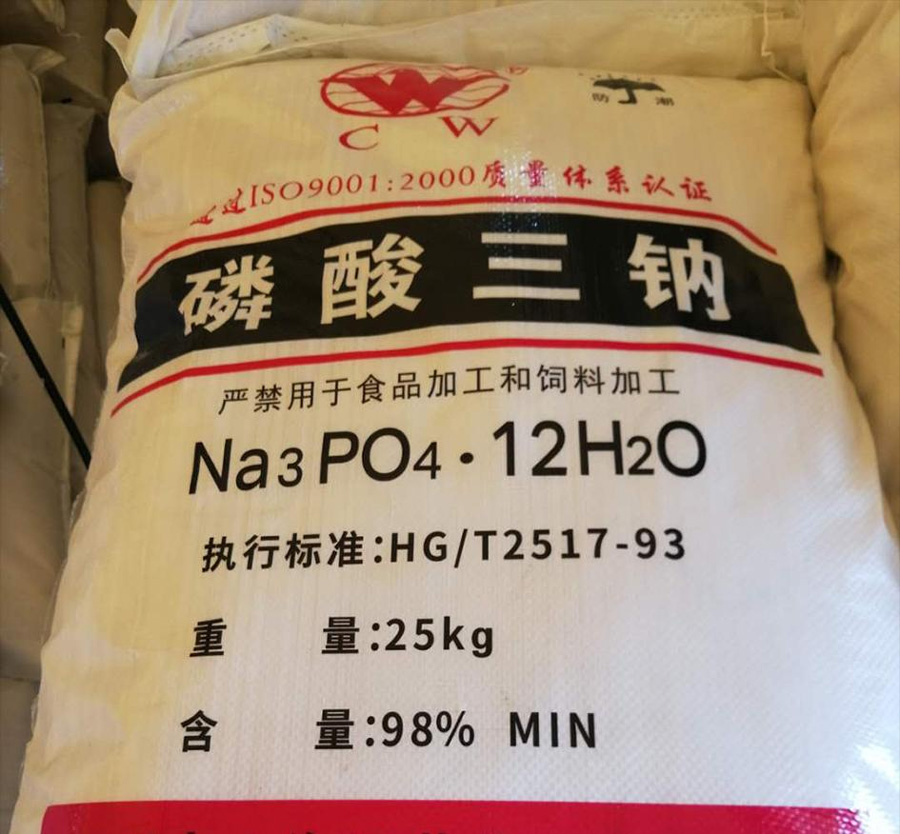 W
防 潮
C W
通过ISO9001:2000质量体系认证
磷酸三钠
严禁用于食品加工和饲料加工
Na3PO4·12H2O
执行标准:HG/T2517-93
重 量:25kg
含 量:98% MIN